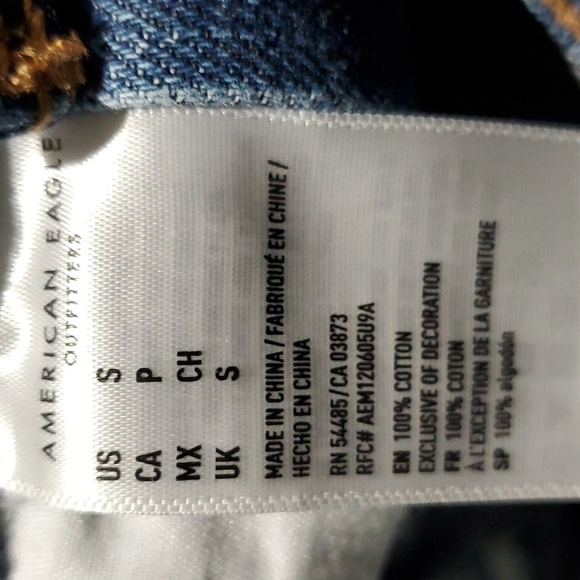 AMERICAN EAGLE
OUTFITTERS
US S
CA P
MX CH
UK S
MADE IN CHINA / FABRIQUÉ EN CHINE /
HECHO EN CHINA
RN 54485 / CA 03873
RFC# AEM120605U9A
EN 100% COTTON
EXCLUSIVE OF DECORATION
FR 100% COTON
À L'EXCEPTION DE LA GARNITURE
SP 100% algodón